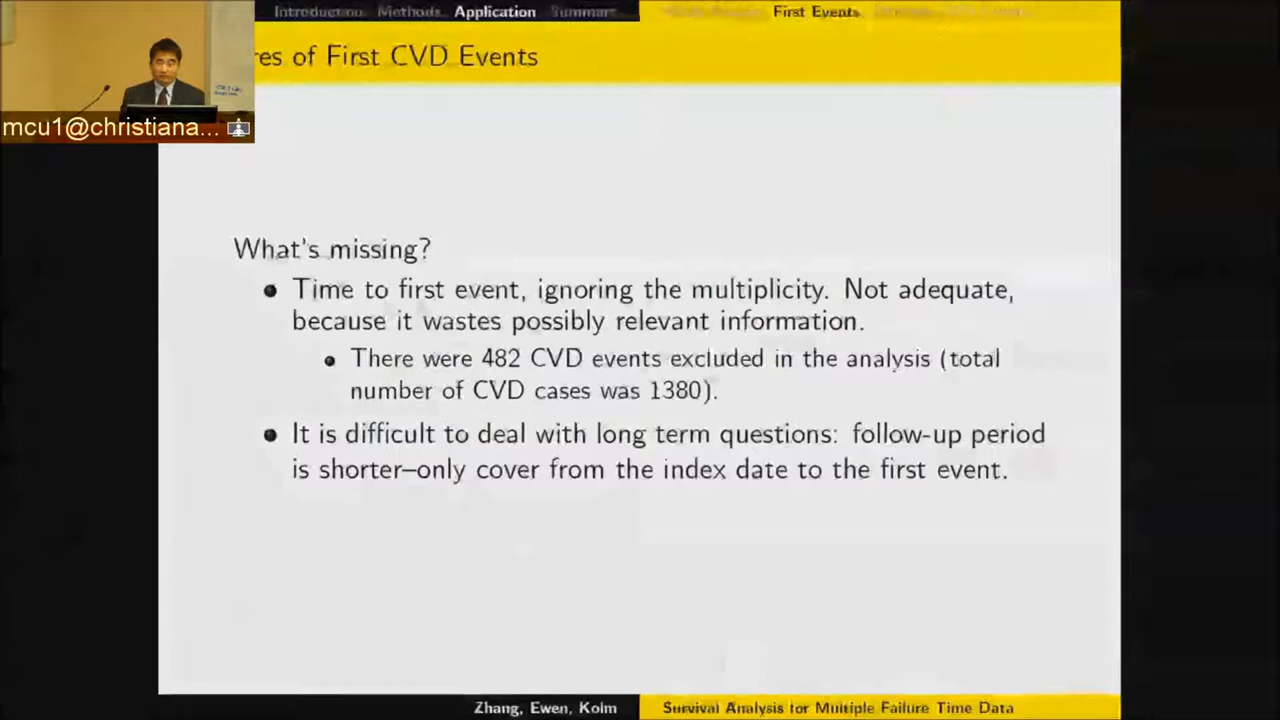 Introduction Methods Application Summary First Events
res of First CVD Events
mcu1@christiana...
What's missing?
Time to first event, ignoring the multiplicity. Not adequate,
because it wastes possibly relevant information.
There were 482 CVD events excluded in the analysis (total
number of CVD cases was 1380).
It is difficult to deal with long term questions: follow-up period
is shorter–only cover from the index date to the first event.
Zhang, Ewen, Kolm Survival Analysis for Multiple Failure Time Data